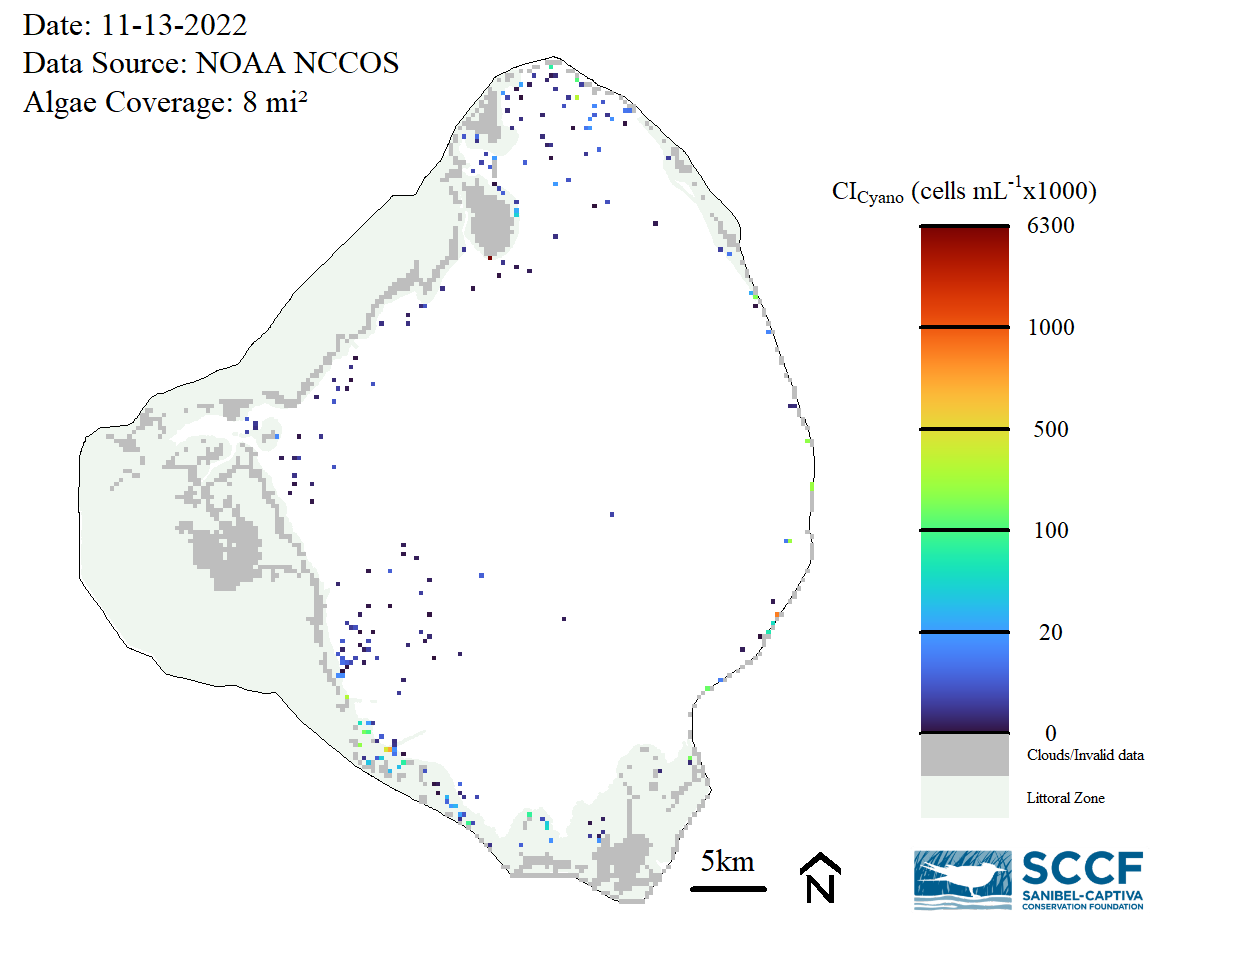 Date: 11-13-2022
Data Source: NOAA NCCOS
Algae Coverage: 8 mi²
CICyano (cells mL-1x1000)
6300
1000
500
100
20
0
Clouds/Invalid data
Littoral Zone
5km
N
SCCF
SANIBEL-CAPTIVA
CONSERVATION FOUNDATION